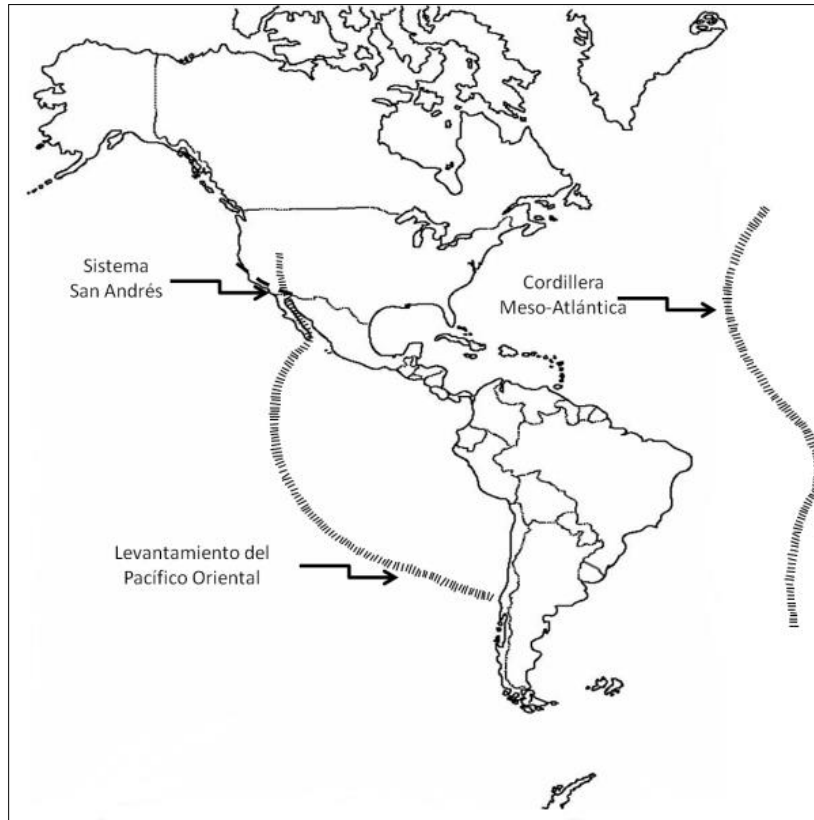 Sistema
San Andrés
Cordillera
Meso-Atlántica
Levantamiento del
Pacífico Oriental